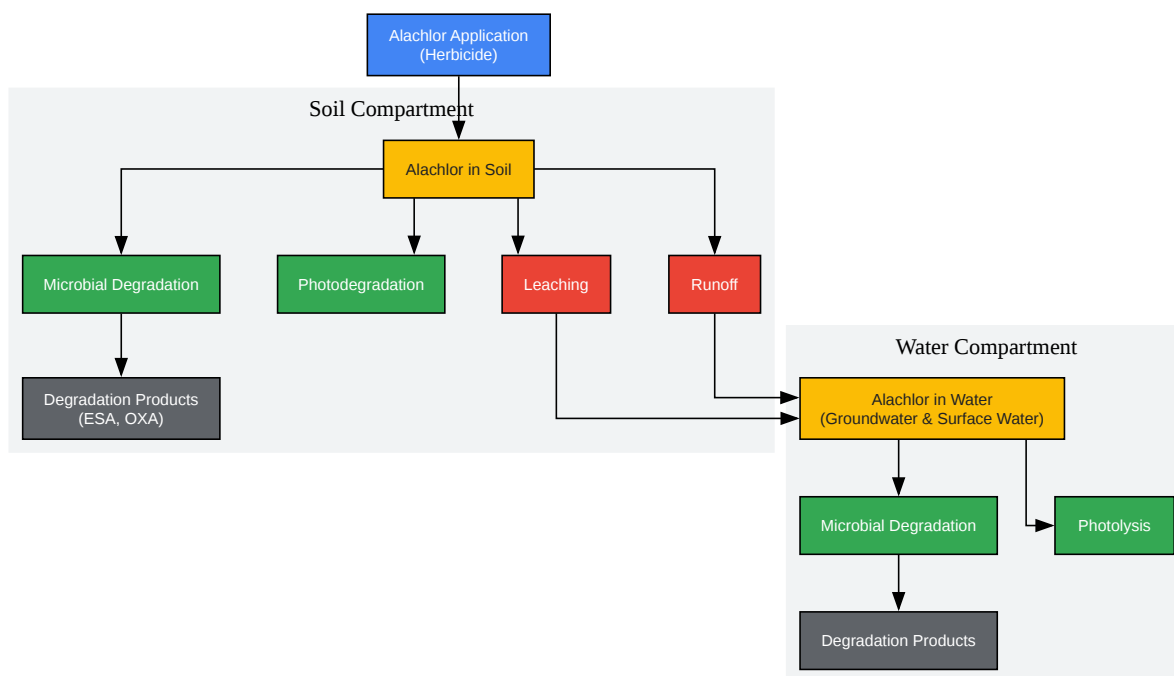 Alachlor Application
(Herbicide)
Soil Compartment
Alachlor in Soil
Microbial Degradation
Photodegradation
Leaching
Runoff
Degradation Products
(ESA, OXA)
Water Compartment
Alachlor in Water
(Groundwater & Surface Water)
Microbial Degradation
Photolysis
Degradation Products